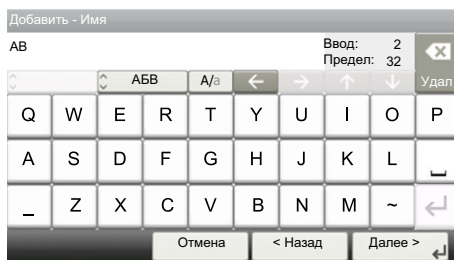 Добавить - Имя
AB
Ввод: 2
Предел: 32
АБВ A/a Удал
Q W E R T Y U I O P
A S D F G H J K L
_ Z X C V B N M ~
Отмена < Назад Далее >